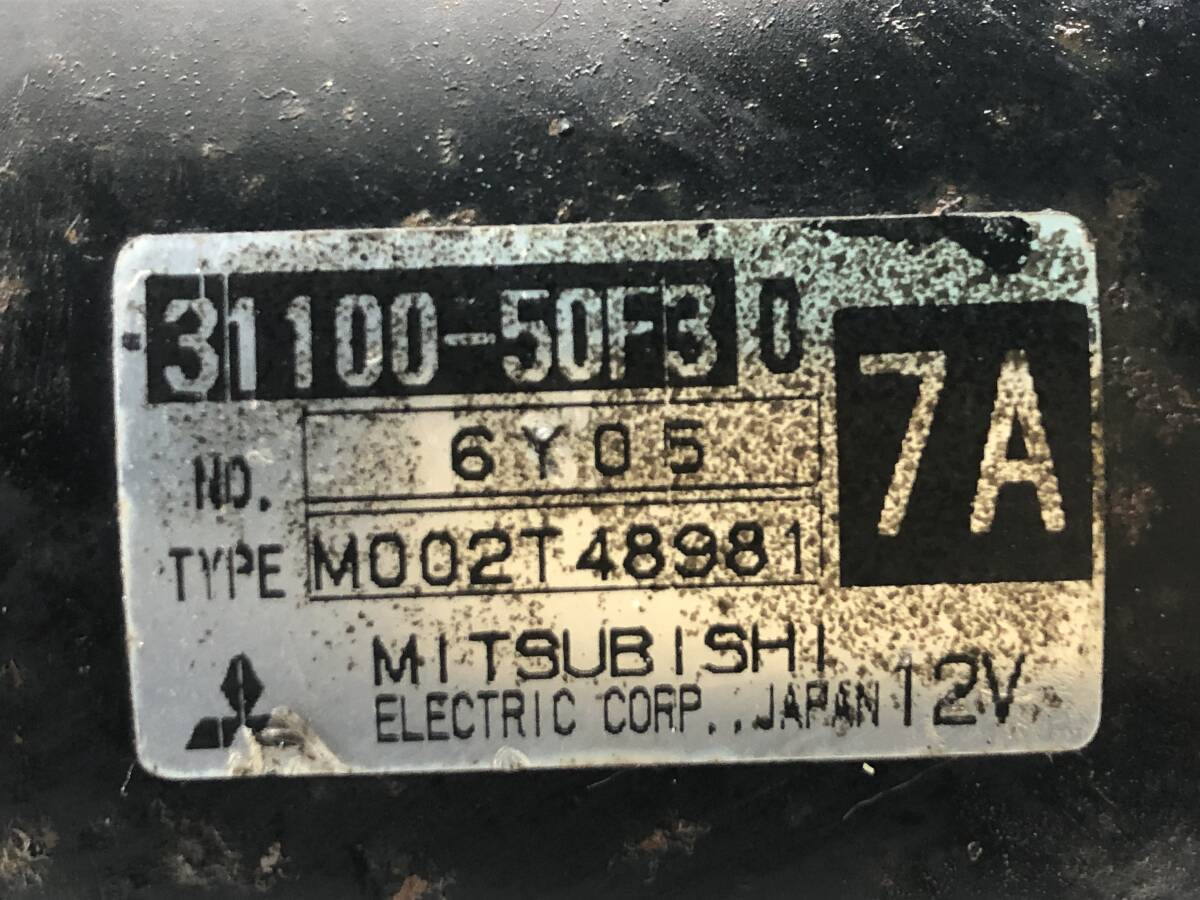 31100-50F30
7A
NO. 6Y05
TYPE M002T48981
MITSUBISHI
ELECTRIC CORP., JAPAN 12V